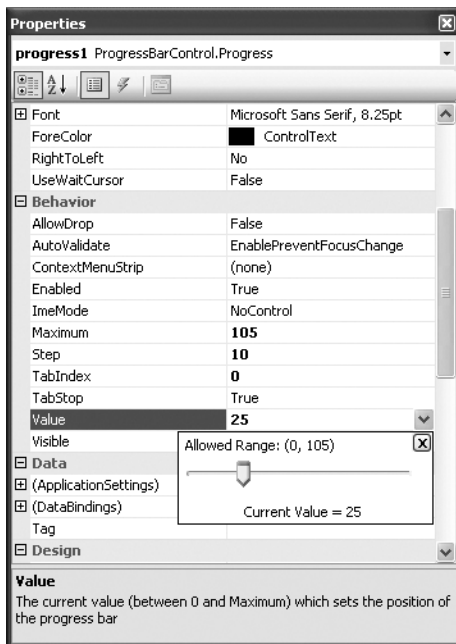 Properties
progress1 ProgressBarControl.Progress
Font Microsoft Sans Serif, 8.25pt
ForeColor ControlText
RightToLeft No
UseWaitCursor False
Behavior
AllowDrop False
AutoValidate EnablePreventFocusChange
ContextMenuStrip (none)
Enabled True
ImeMode NoControl
Maximum 105
Step 10
TabIndex 0
TabStop True
Value 25
Visible
Allowed Range: (0, 105)
Data
(ApplicationSettings)
(DataBindings)
Current Value = 25
Tag
Design
Value
The current value (between 0 and Maximum) which sets the position of
the progress bar